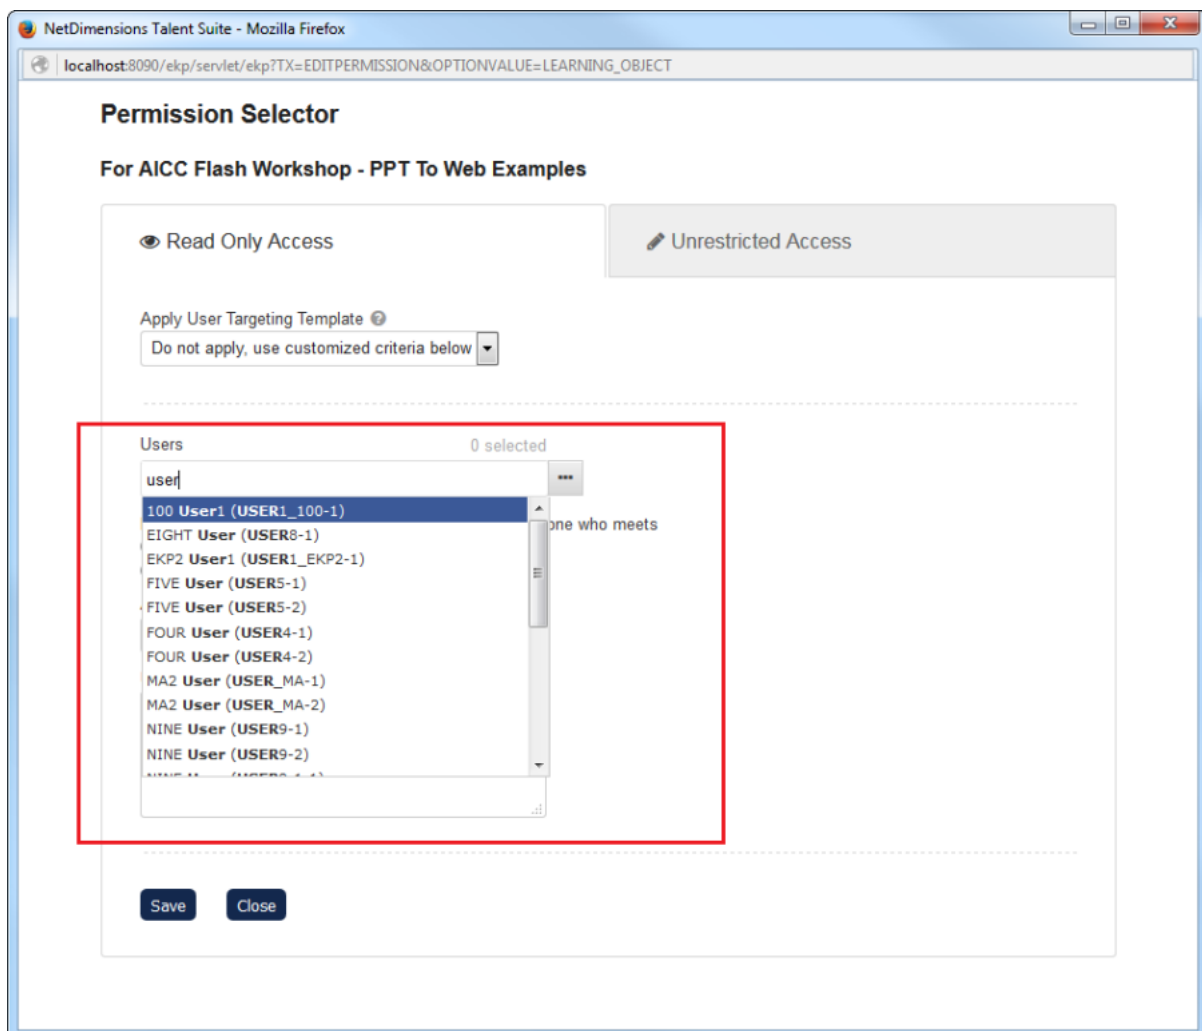 NetDimensions Talent Suite - Mozilla Firefox
localhost:8090/ekp/servlet/ekp?TX=EDITPERMISSION&OPTIONVALUE=LEARNING_OBJECT
Permission Selector
For AICC Flash Workshop - PPT To Web Examples
Read Only Access
Unrestricted Access
Apply User Targeting Template
Do not apply, use customized criteria below
Users 0 selected
user
100 User1 (USER1_100-1)
one who meets
EIGHT User (USER8-1)
EKP2 User1 (USER1_EKP2-1)
FIVE User (USER5-1)
FIVE User (USER5-2)
FOUR User (USER4-1)
FOUR User (USER4-2)
MA2 User (USER_MA-1)
MA2 User (USER_MA-2)
NINE User (USER9-1)
NINE User (USER9-2)
Save Close